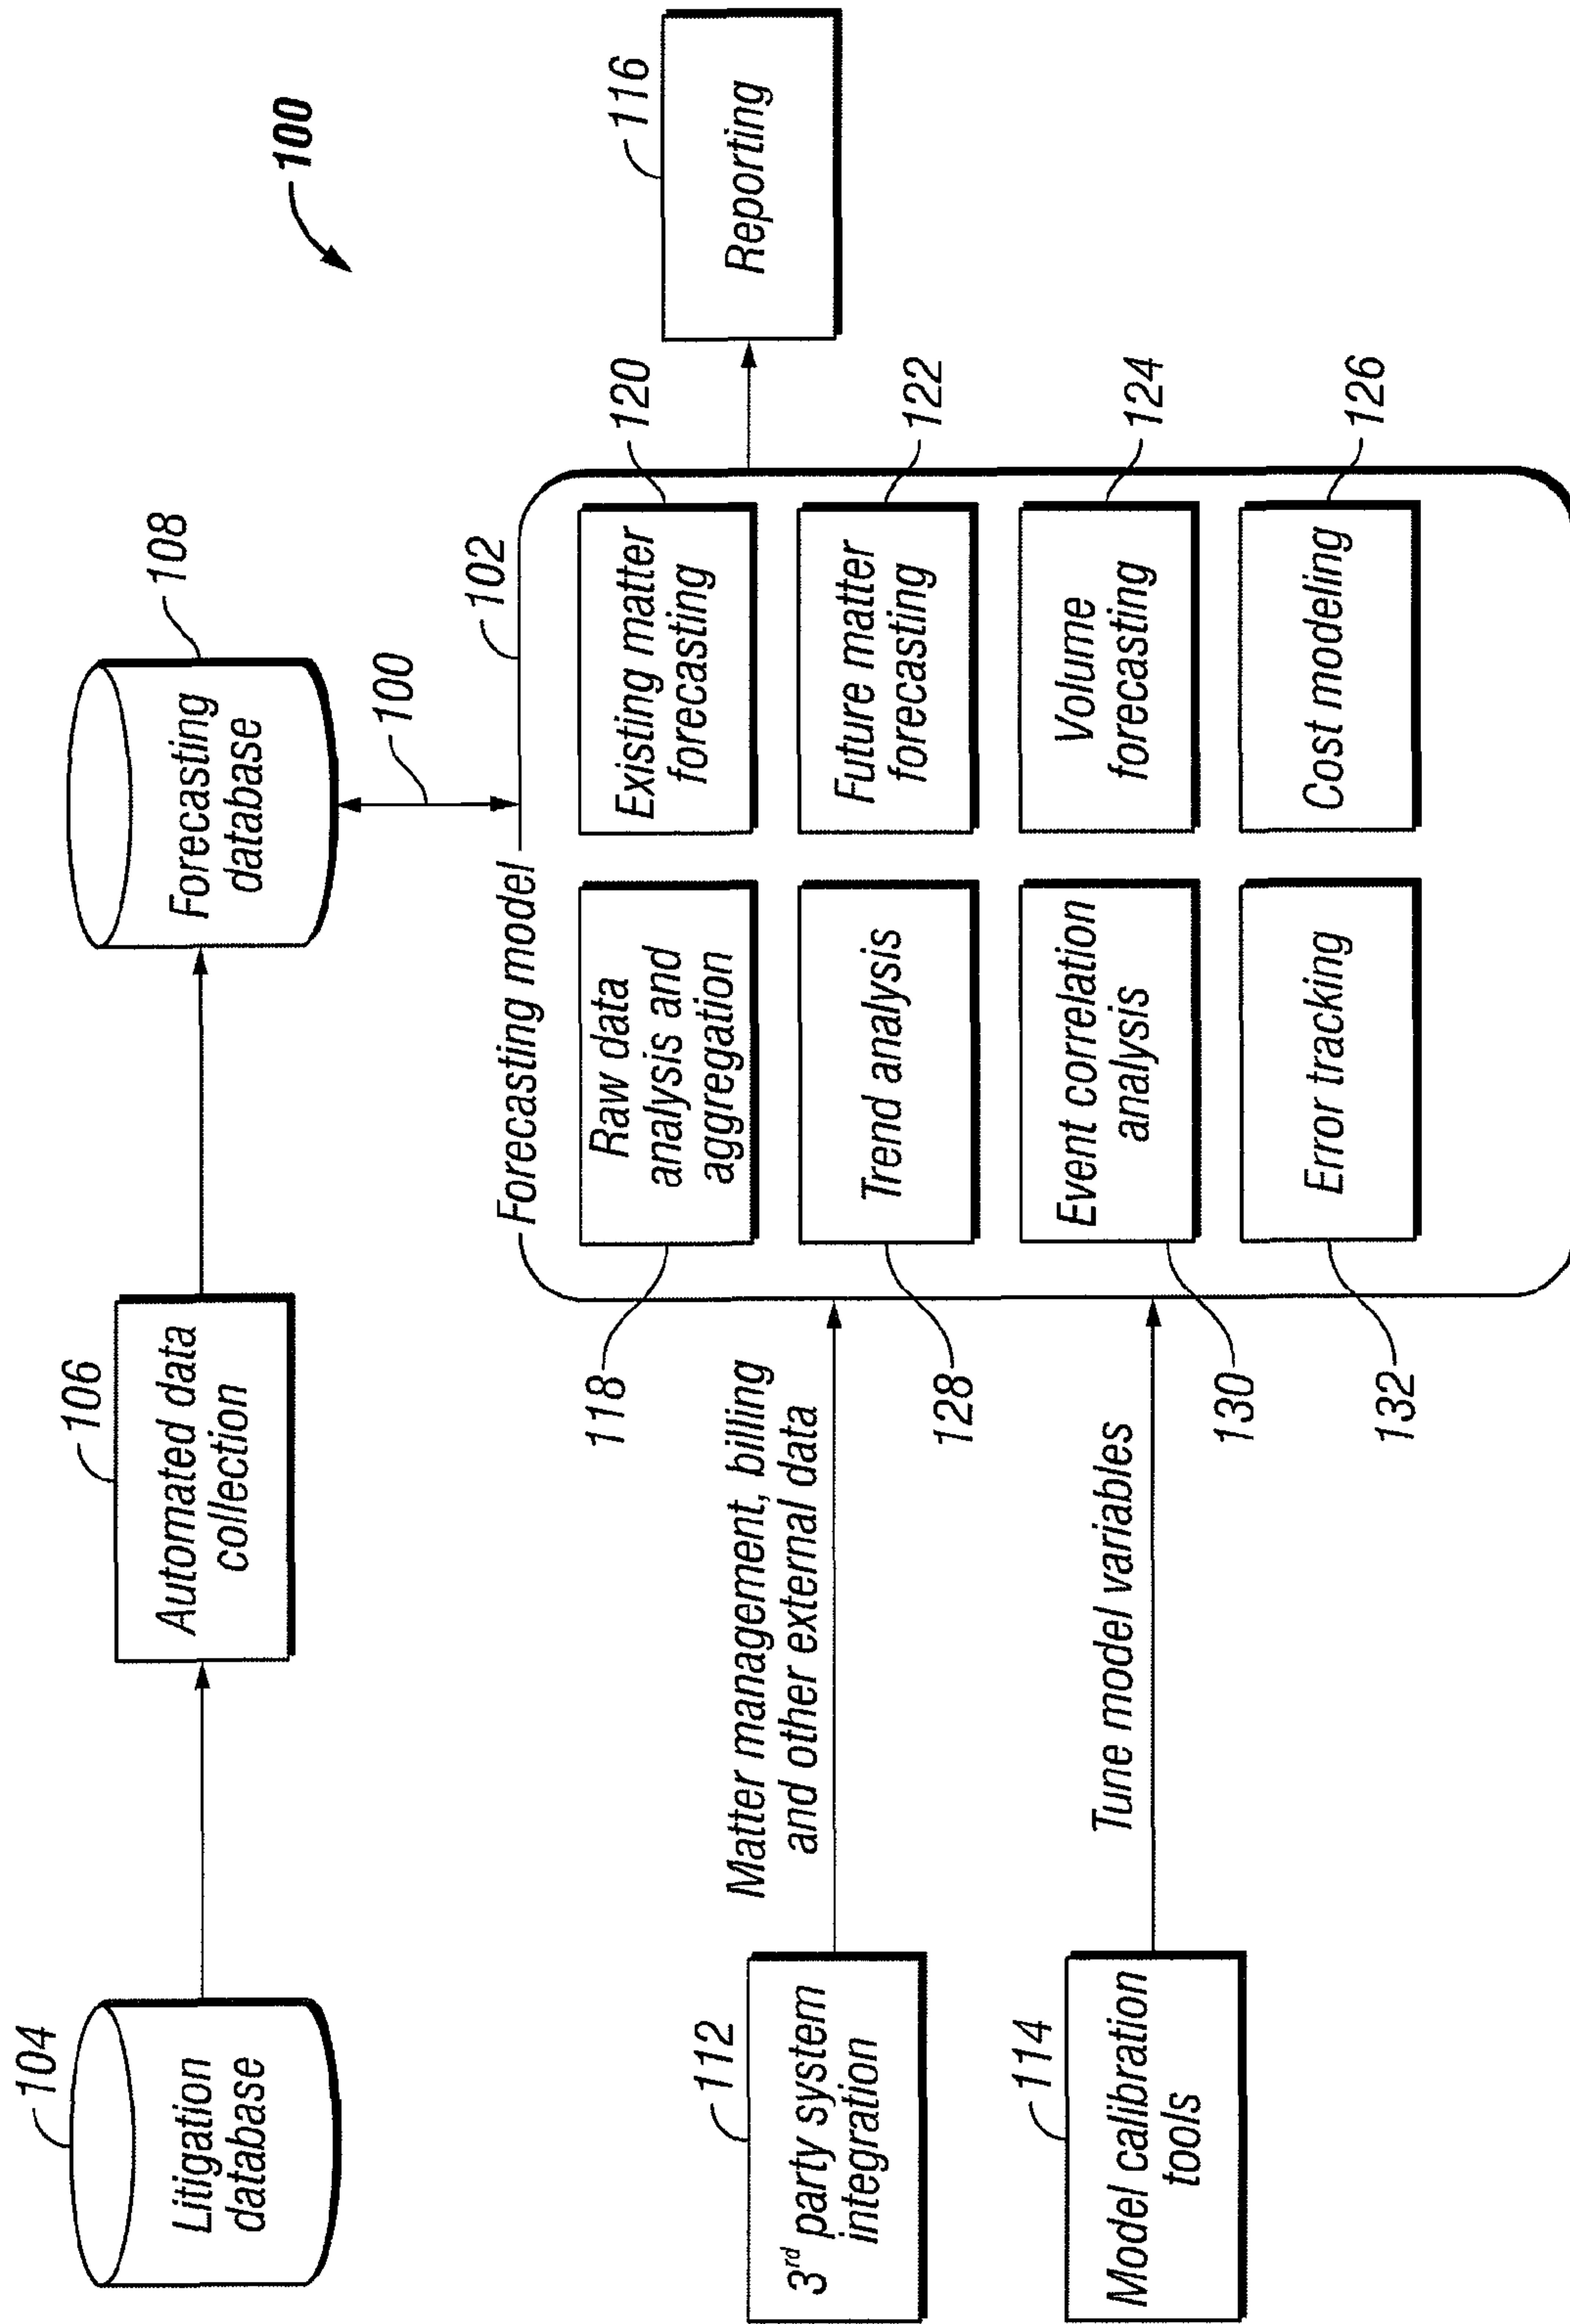 100
104
Litigation
database
106
Automated data
collection
108
Forecasting
database
100
102
Forecasting model
112
3rd party system
integration
Matter management, billing
and other external data
114
Model calibration
tools
Tune model variables
118
Raw data
analysis and
aggregation
120
Existing matter
forecasting
128
Trend analysis
122
Future matter
forecasting
130
Event correlation
analysis
124
Volume
forecasting
132
Error tracking
126
Cost modeling
116
Reporting